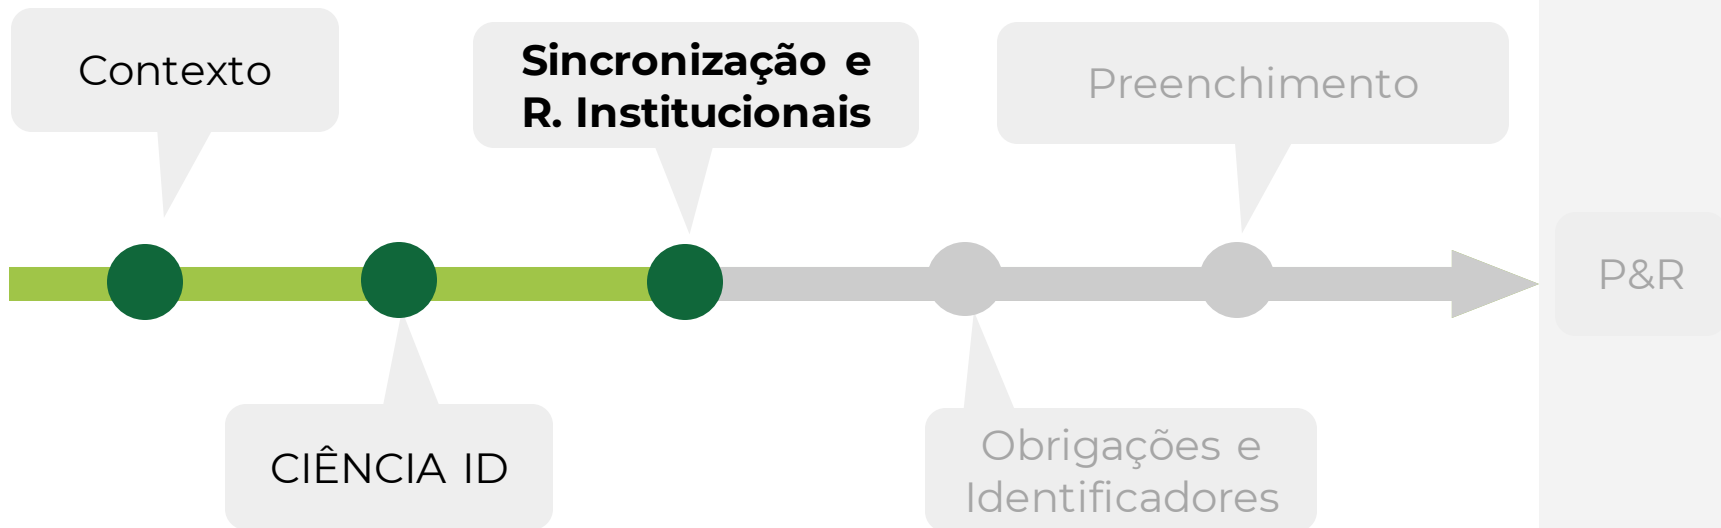 Contexto
Sincronização e
R. Institucionais
Preenchimento
P&R
CIÊNCIA ID
Obrigações e
Identificadores